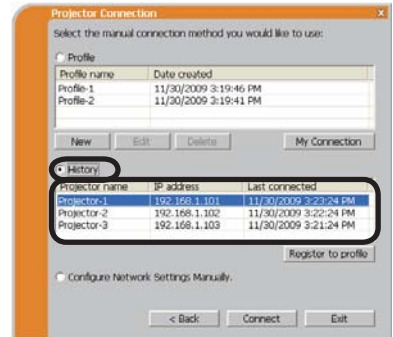 Projector Connection
Select the manual connection method you would like to use:
Profile
Profile name Date created
Profile-1 11/30/2009 3:19:46 PM
Profile-2 11/30/2009 3:19:41 PM
New Edit Delete My Connection
History
Projector name IP address Last connected
Projector-1 192.168.1.101 11/30/2009 3:23:24 PM
Projector-2 192.168.1.102 11/30/2009 3:22:24 PM
Projector-3 192.168.1.103 11/30/2009 3:21:24 PM
Register to profile
Configure Network Settings Manually.
< Back Connect Exit